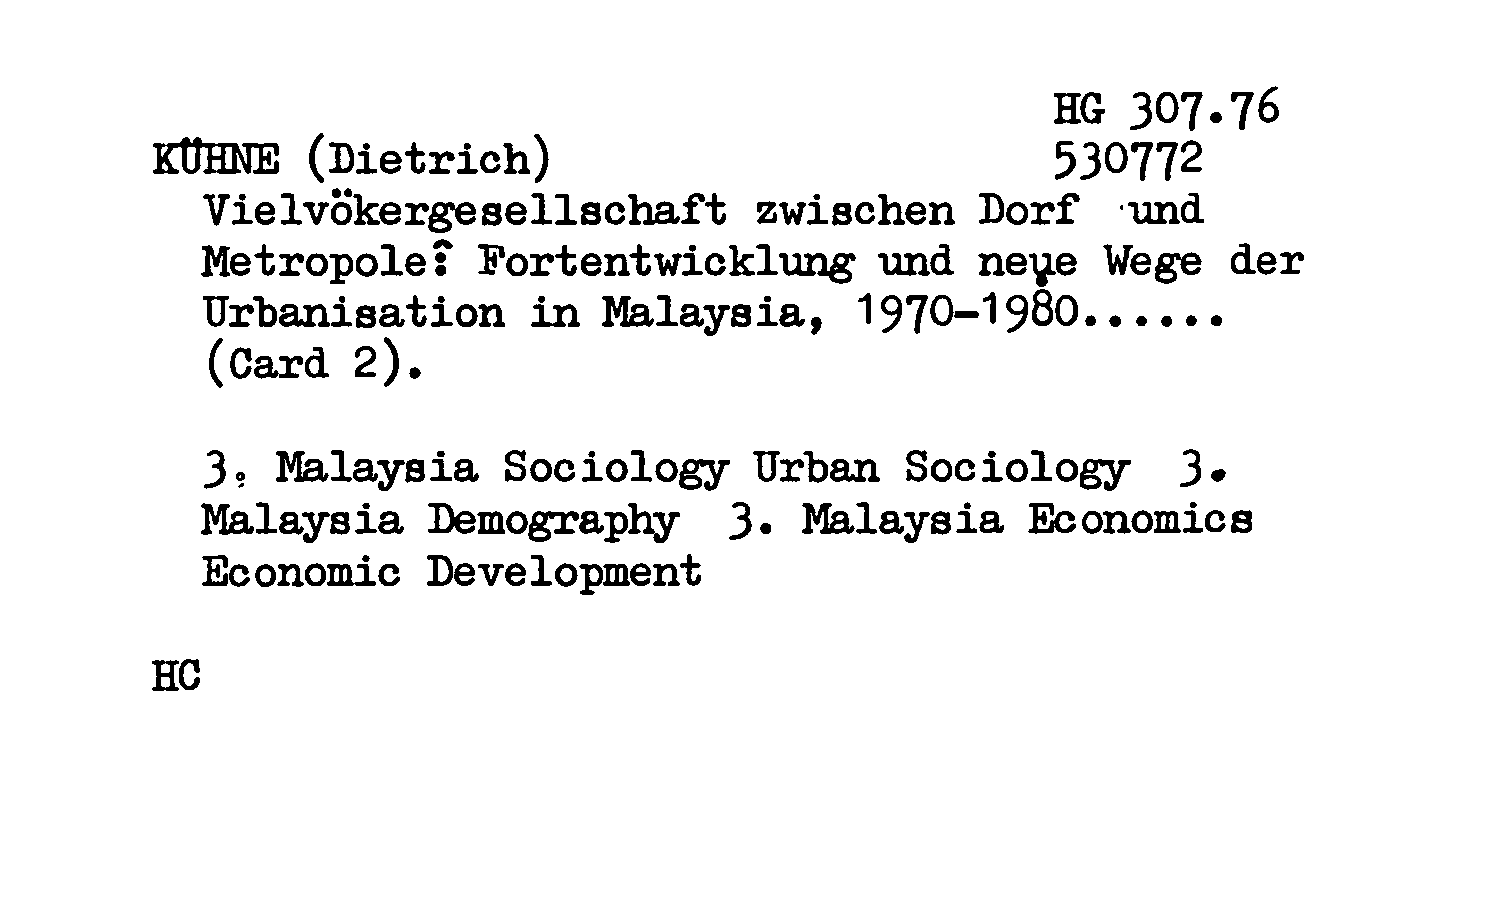 HG 307.76
KÜHNE (Dietrich) 530772
Vielvökergesellschaft zwischen Dorf und
Metropole: Fortentwicklung und neue Wege der
Urbanisation in Malaysia, 1970-1980......
(Card 2).
3. Malaysia Sociology Urban Sociology 3.
Malaysia Demography 3. Malaysia Economics
Economic Development
HC